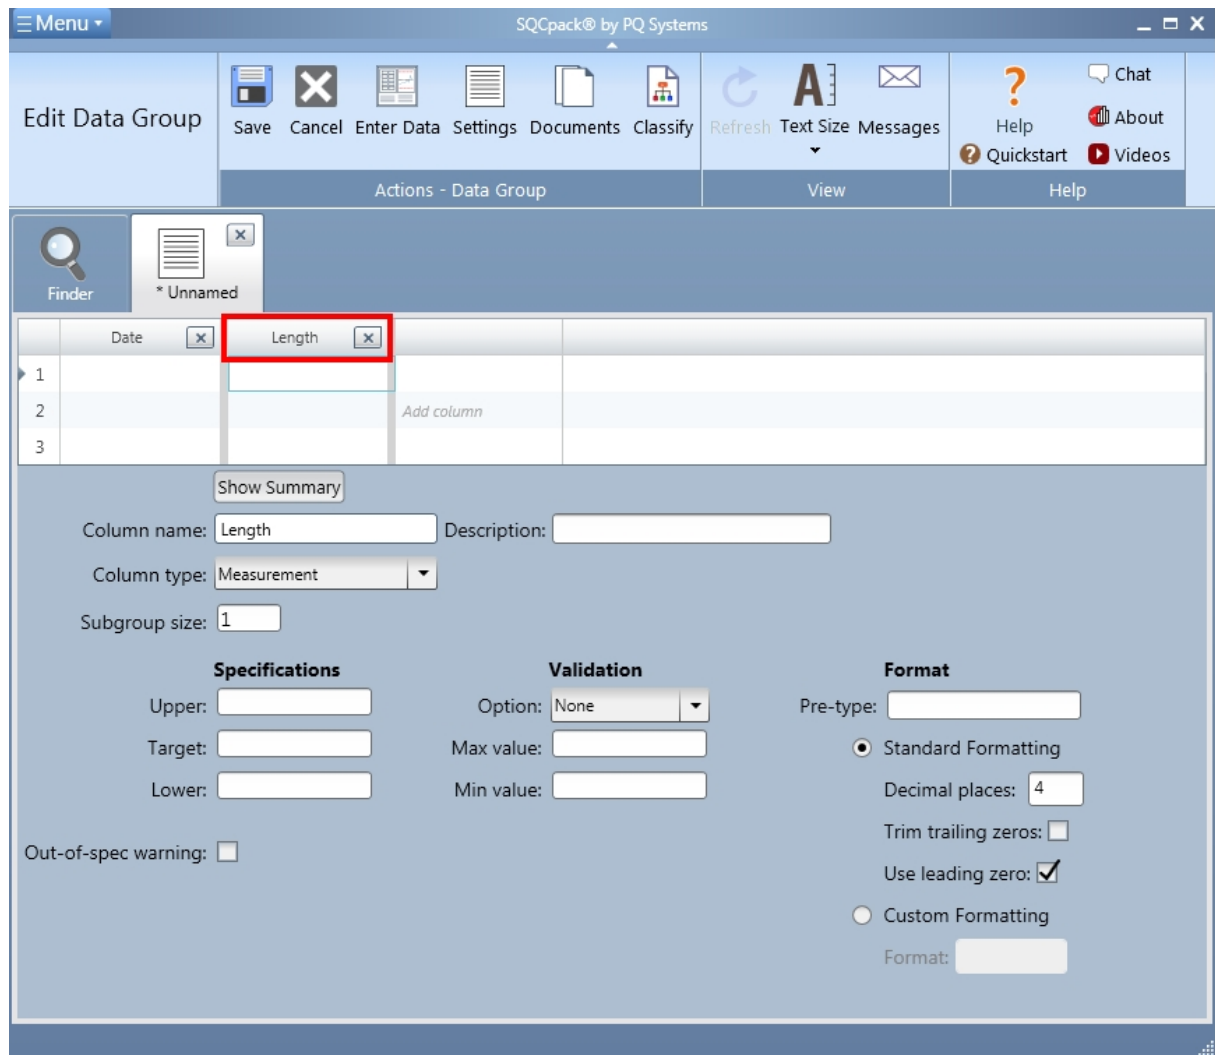 Menu
SQCpack® by PQ Systems
Edit Data Group
Save Cancel Enter Data Settings Documents Classify Refresh Text Size Messages Help Chat
About
Quickstart Videos
Actions - Data Group View Help
Finder * Unnamed
Date Length
1
2 Add column
3
Show Summary
Column name: Length Description:
Column type: Measurement
Subgroup size: 1
Specifications Validation Format
Upper: Option: None Pre-type:
Target: Max value: Standard Formatting
Lower: Min value: Decimal places: 4
Trim trailing zeros:
Out-of-spec warning:
Use leading zero:
Custom Formatting
Format: